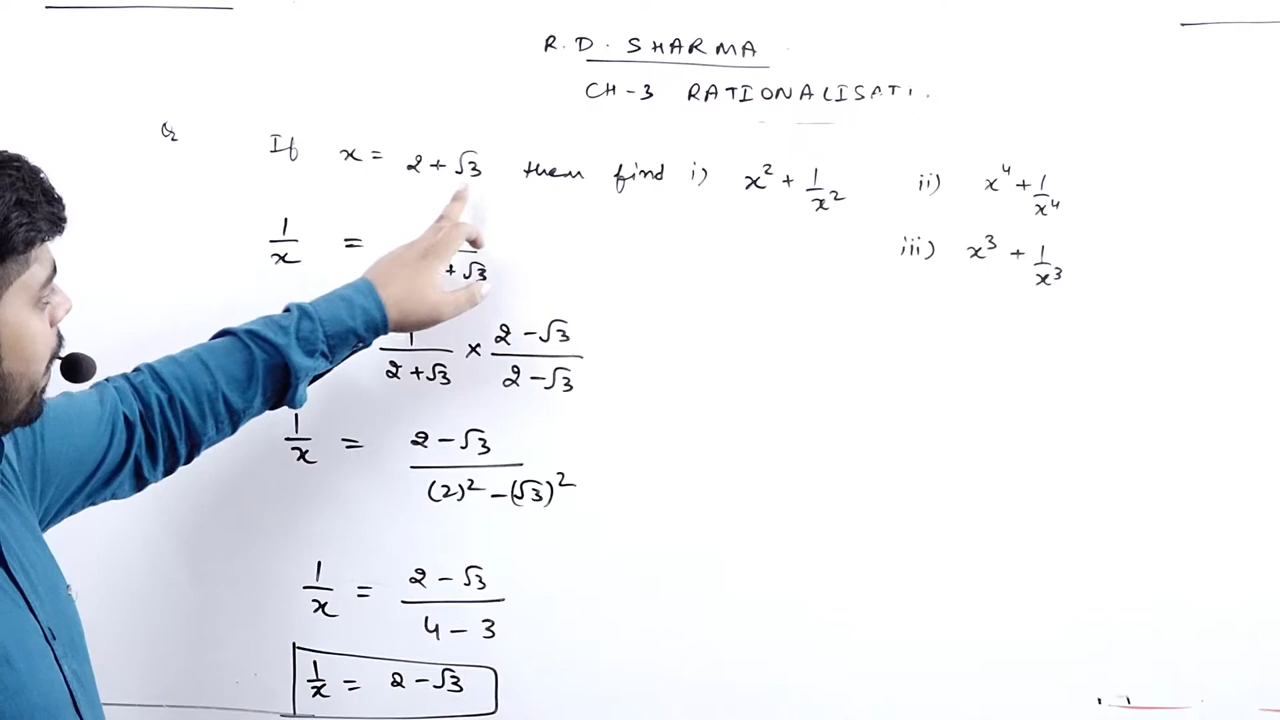 R.D. SHARMA
CH-3 RATIONALISATI
Q If x = 2 + √3 then find i) x² + 1/x² ii) x⁴ + 1/x⁴
iii) x³ + 1/x³
1/x = + √3
1/(2 + √3) × (2 - √3)/(2 - √3)
1/x = (2 - √3)/((2)² - (√3)²)
1/x = (2 - √3)/(4 - 3)
1/x = 2 - √3